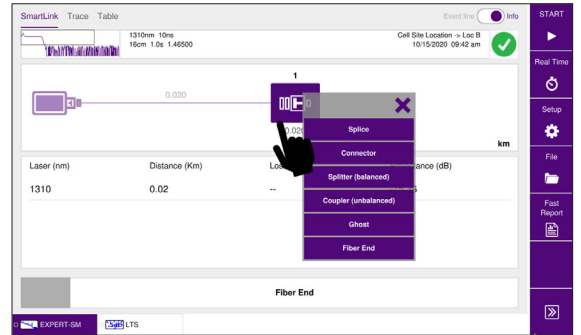 SmartLink Trace Table Event line Info
1310nm 10ns
16cm 1.0s 1.46500
Cell Site Location -> Loc B
10/15/2020 09:42 am
START
Real Time
Setup
File
Fast
Report
0.020
1
km
Splice
Connector
Splitter (balanced)
Coupler (unbalanced)
Ghost
Fiber End
Laser (nm) Distance (Km)
1310 0.02 --
Fiber End
EXPERT-SM LTS